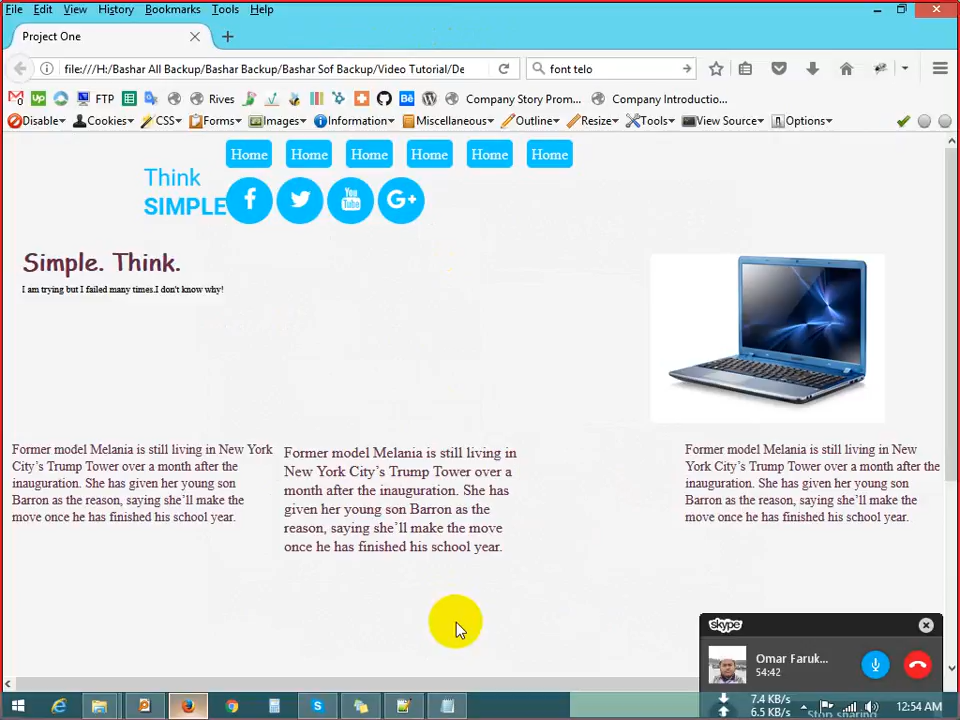 File Edit View History Bookmarks Tools Help
Project One
file:///H:/Bashar All Backup/Bashar Backup/Bashar Sof Backup/Video Tutorial/De
font telo
FTP Rives Company Story Prom... Company Introductio...
Disable Cookies CSS Forms Images Information Miscellaneous Outline Resize Tools View Source Options
Home Home Home Home Home Home
Think
SIMPLE
You
Tube
G+
Simple. Think.
I am trying but I failed many times.I don't know why!
Former model Melania is still living in New York
City’s Trump Tower over a month after the
inauguration. She has given her young son
Barron as the reason, saying she’ll make the
move once he has finished his school year.
Former model Melania is still living in
New York City’s Trump Tower over a
month after the inauguration. She has
given her young son Barron as the
reason, saying she’ll make the move
once he has finished his school year.
Former model Melania is still living in New
York City’s Trump Tower over a month after the
inauguration. She has given her young son
Barron as the reason, saying she’ll make the
move once he has finished his school year.
skype
Omar Faruk...
54:42
7.4 KB/s
6.5 KB/s
Stop sharing
12:54 AM